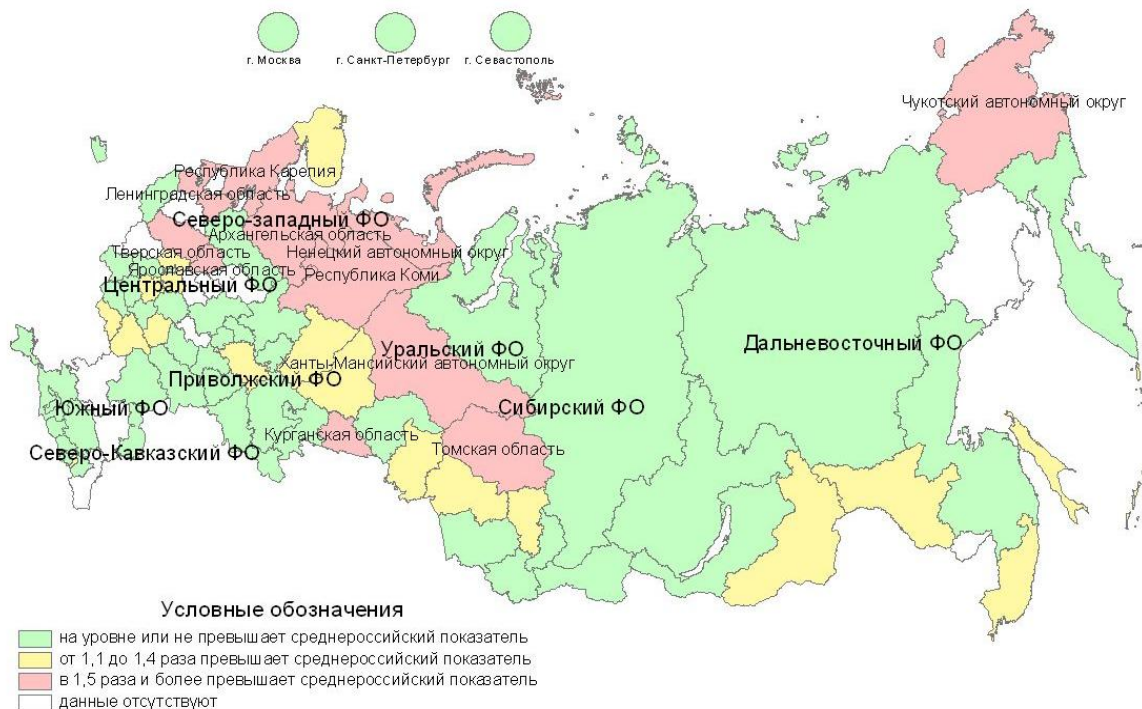 г. Москва
г. Санкт-Петербург
г. Севастополь
Чукотский автономный округ
Республика Карелия
Ленинградская область
Северо-западный ФО
Архангельская область
Тверская область
Ненецкий автономный округ
Ярославская область
Республика Коми
Центральный ФО
Уральский ФО
Дальневосточный ФО
Ханты-Мансийский автономный округ
Приволжский ФО
Южный ФО
Сибирский ФО
Курганская область
Томская область
Северо-Кавказский ФО
Условные обозначения
на уровне или не превышает среднероссийский показатель
от 1,1 до 1,4 раза превышает среднероссийский показатель
в 1,5 раза и более превышает среднероссийский показатель
данные отсутствуют